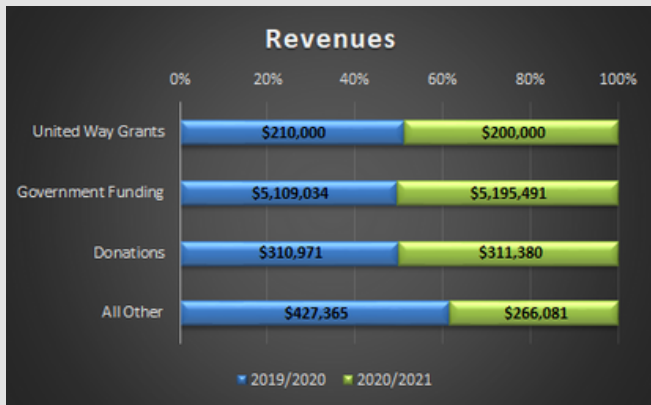 Revenues
0% 20% 40% 60% 80% 100%
United Way Grants $210,000 $200,000
Government Funding $5,109,034 $5,195,491
Donations $310,971 $311,380
All Other $427,365 $266,081
2019/2020 2020/2021